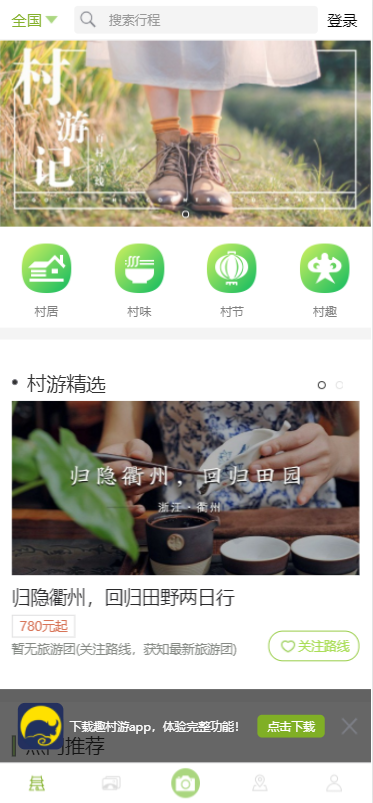 全国
搜索行程
登录
村
游
记
村居
村味
村节
村趣
村游精选
归隐衢州，回归田园
浙江·衢州
归隐衢州，回归田野两日行
780元起
暂无旅游团(关注路线，获知最新旅游团)
关注路线
下载趣村游app，体验完整功能！
点击下载
热门推荐